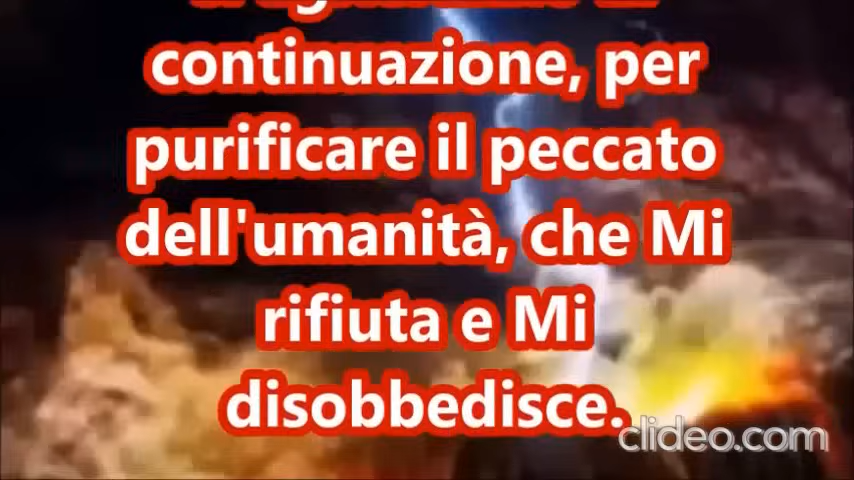 continuazione, per
purificare il peccato
dell'umanità, che Mi
rifiuta e Mi
disobbedisce.
clideo.com